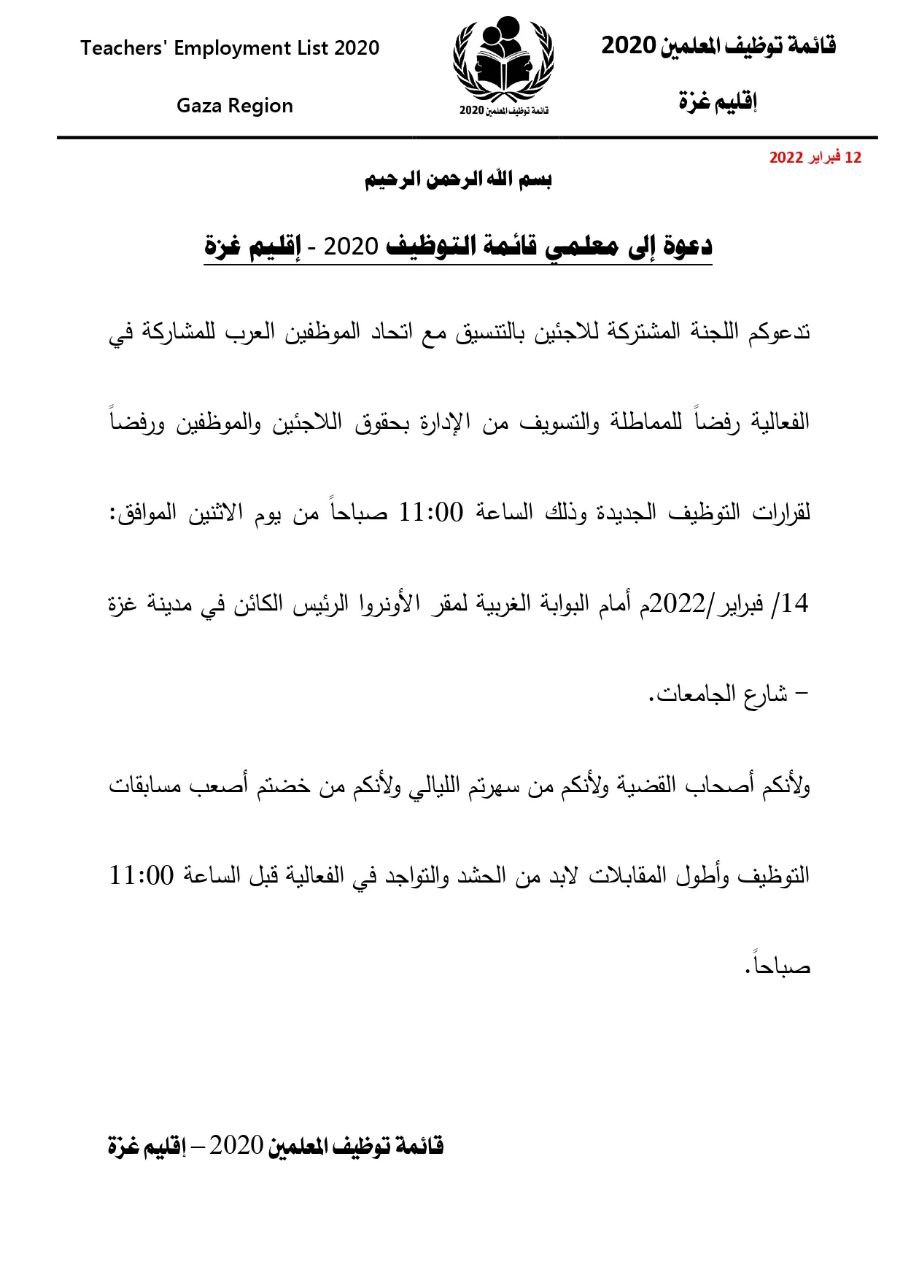 Teachers' Employment List 2020
قائمة توظيف المعلمين 2020
Gaza Region
إقليم غزة
قائمة توظيف المعلمين 2020
12 فبراير 2022
بسم الله الرحمن الرحيم
دعوة إلى معلمي قائمة التوظيف 2020 - إقليم غزة
تدعوكم اللجنة المشتركة للاجئين بالتنسيق مع اتحاد الموظفين العرب للمشاركة في
الفعالية رفضاً للمماطلة والتسويف من الإدارة بحقوق اللاجئين والموظفين ورفضاً
لقرارات التوظيف الجديدة وذلك الساعة 11:00 صباحاً من يوم الاثنين الموافق:
14/ فبراير/2022م أمام البوابة الغربية لمقر الأونروا الرئيس الكائن في مدينة غزة
– شارع الجامعات.
ولأنكم أصحاب القضية ولأنكم من سهرتم الليالي ولأنكم من خضتم أصعب مسابقات
التوظيف وأطول المقابلات لابد من الحشد والتواجد في الفعالية قبل الساعة 11:00
صباحاً.
قائمة توظيف المعلمين 2020 – إقليم غزة